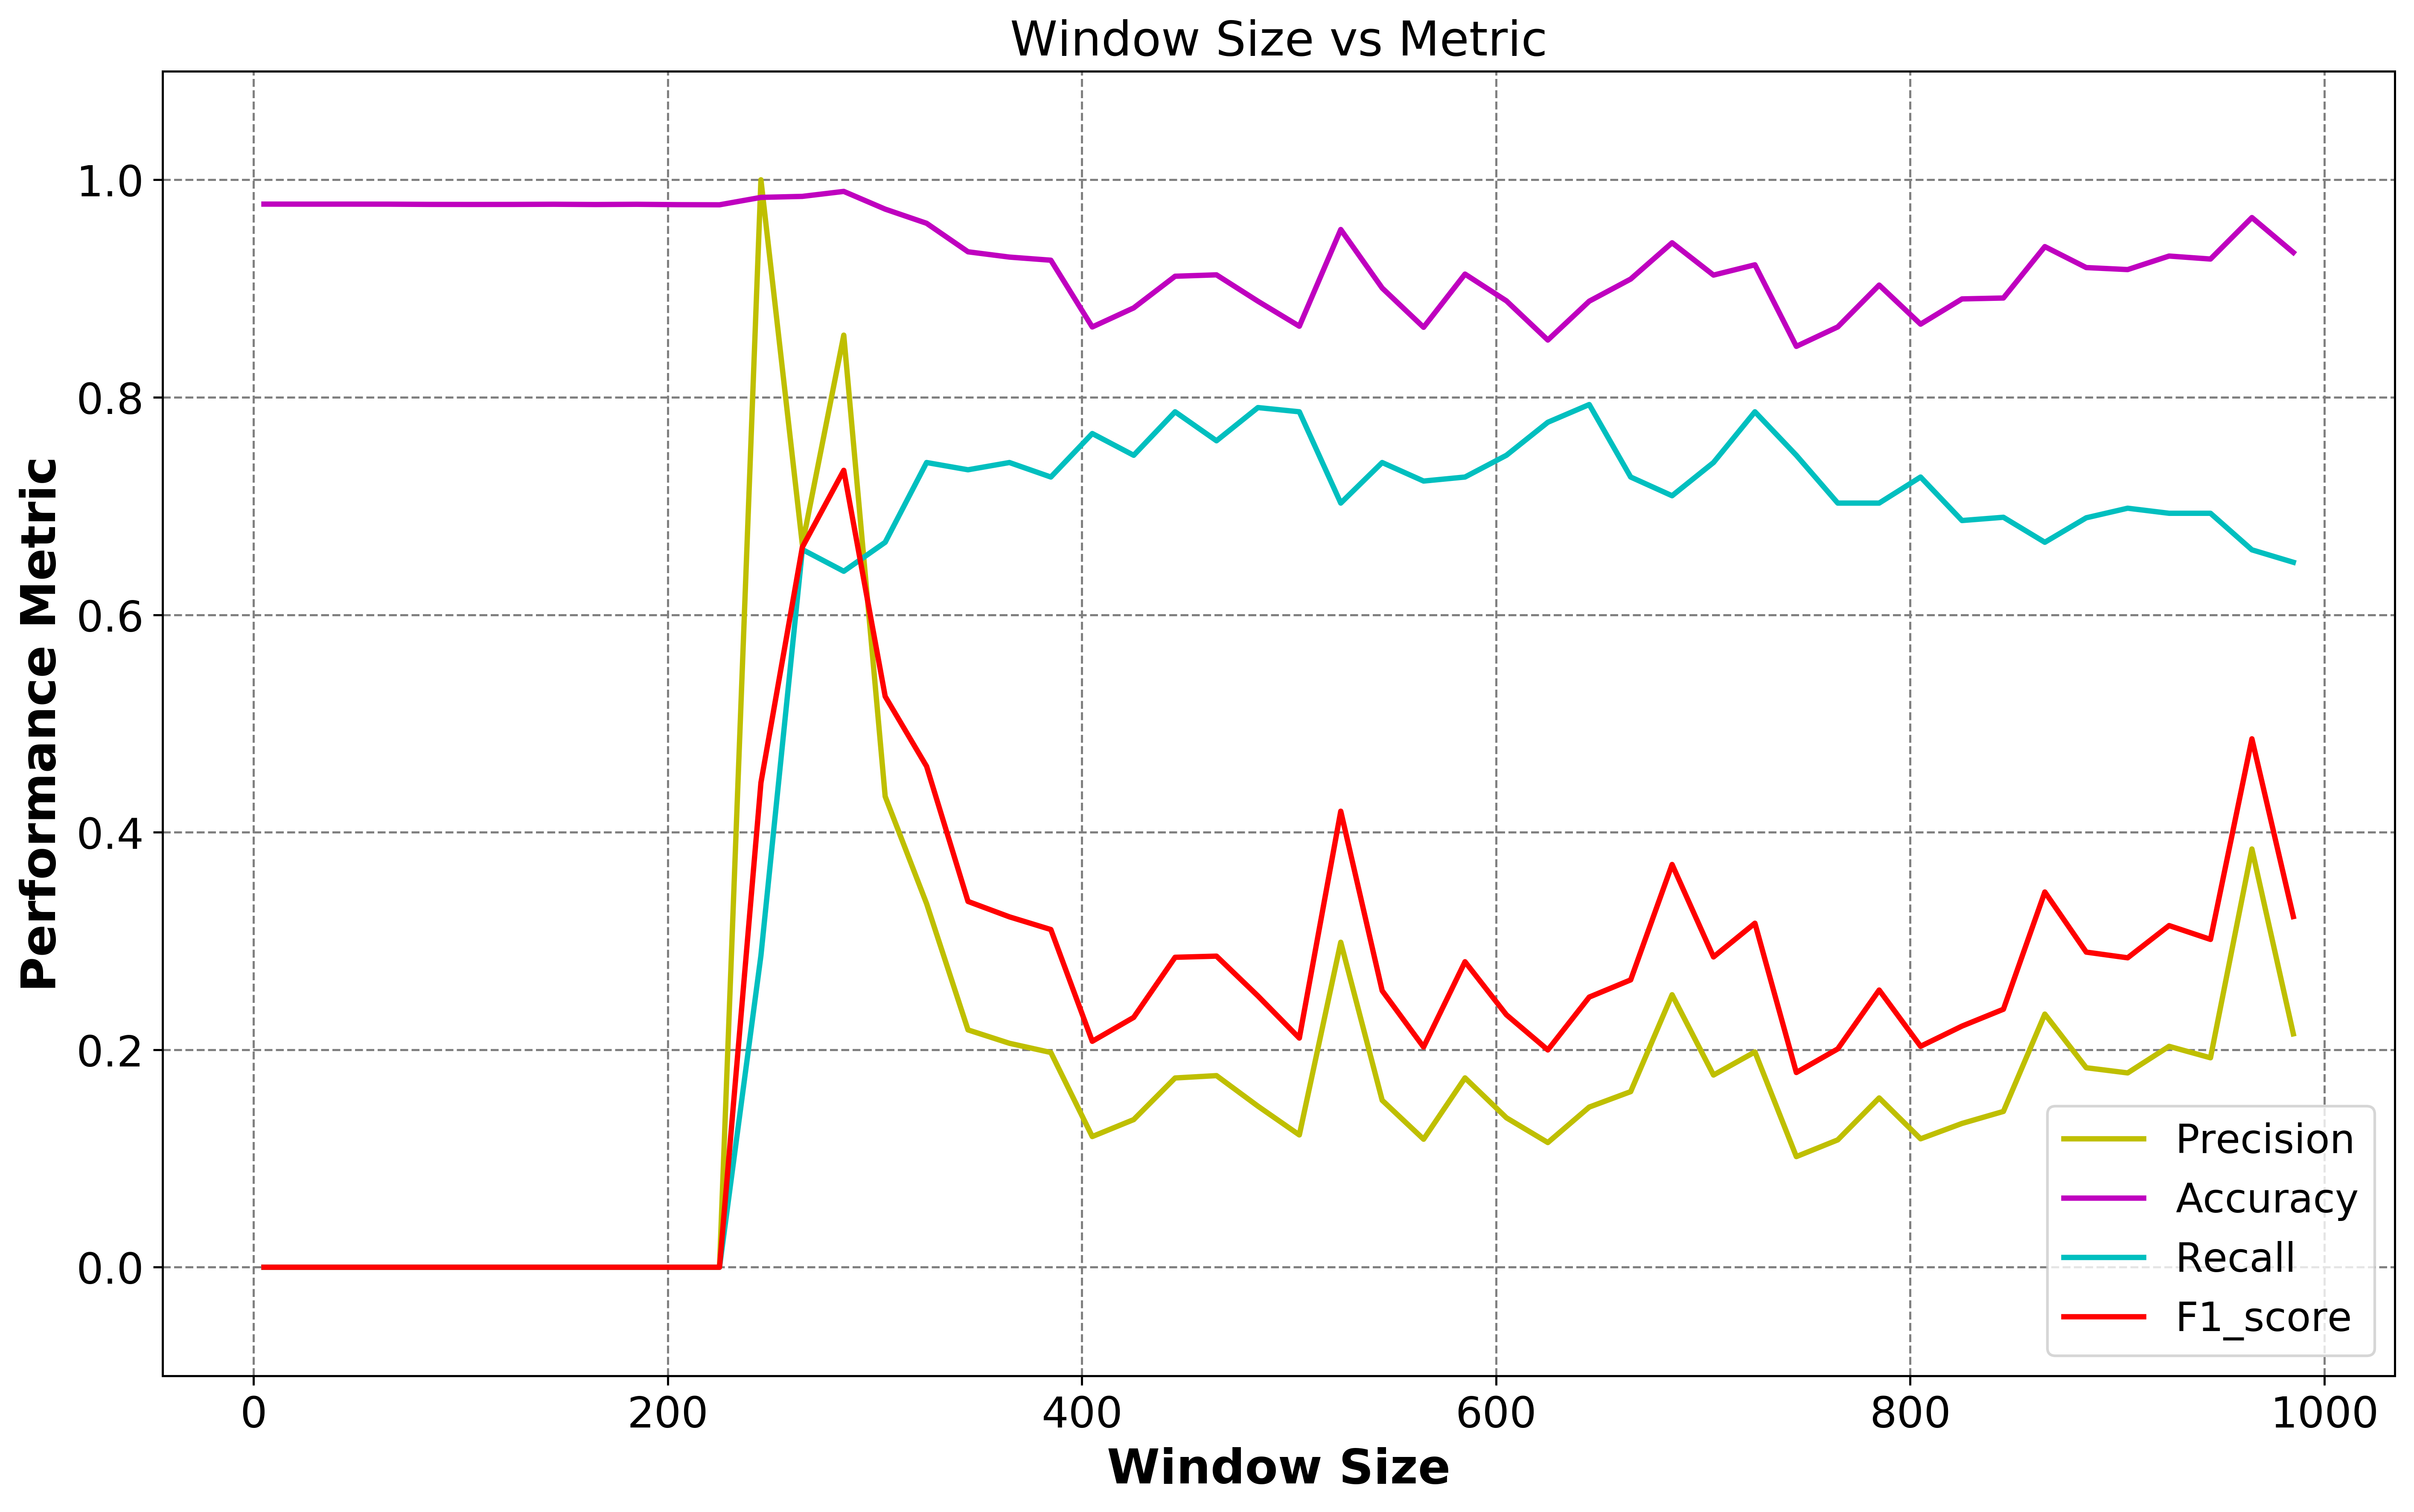 Window Size vs Metric
Performance Metric
1.0
0.8
0.6
0.4
0.2
0.0
0
200
400
600
800
1000
Window Size
Precision
Accuracy
Recall
F1_score